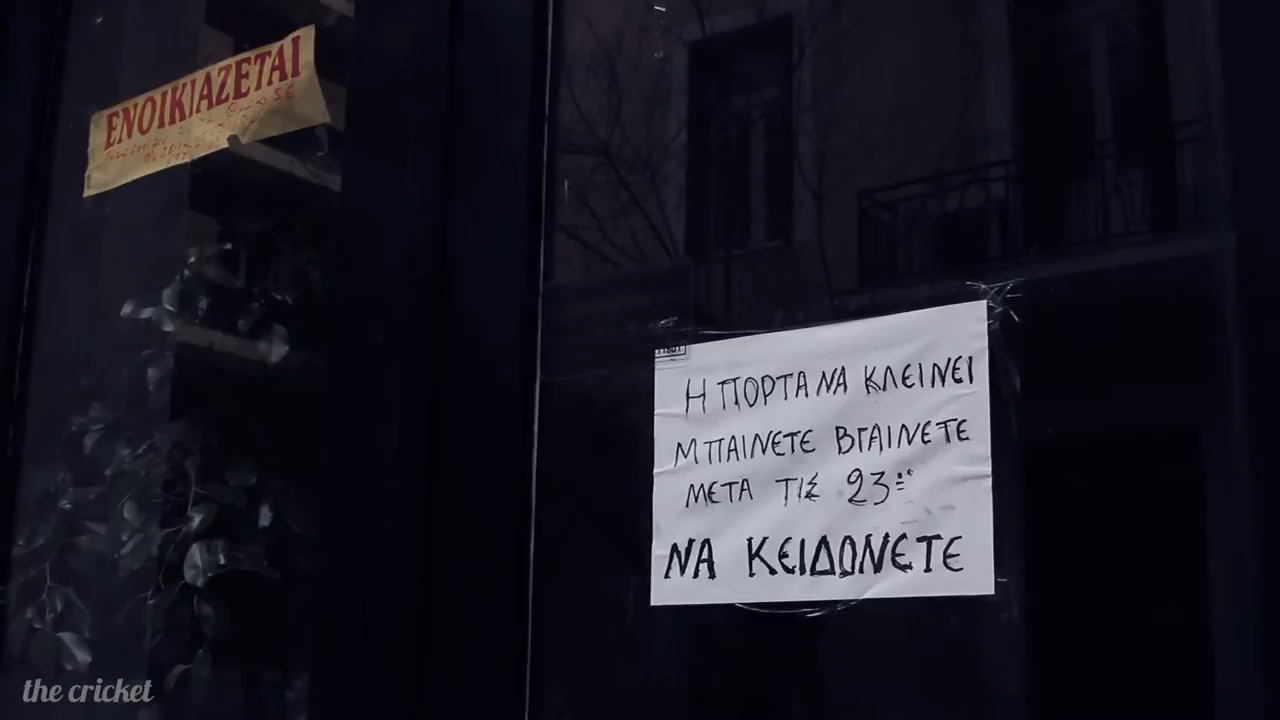 ΕΝΟΙΚΙΑΖΕΤΑΙ
Η ΠΟΡΤΑ ΝΑ ΚΛΕΙΝΕΙ
ΜΠΑΙΝΕΤΕ ΒΓΑΙΝΕΤΕ
ΜΕΤΑ ΤΙΣ 23:00
ΝΑ ΚΕΙΔΩΝΕΤΕ
the cricket